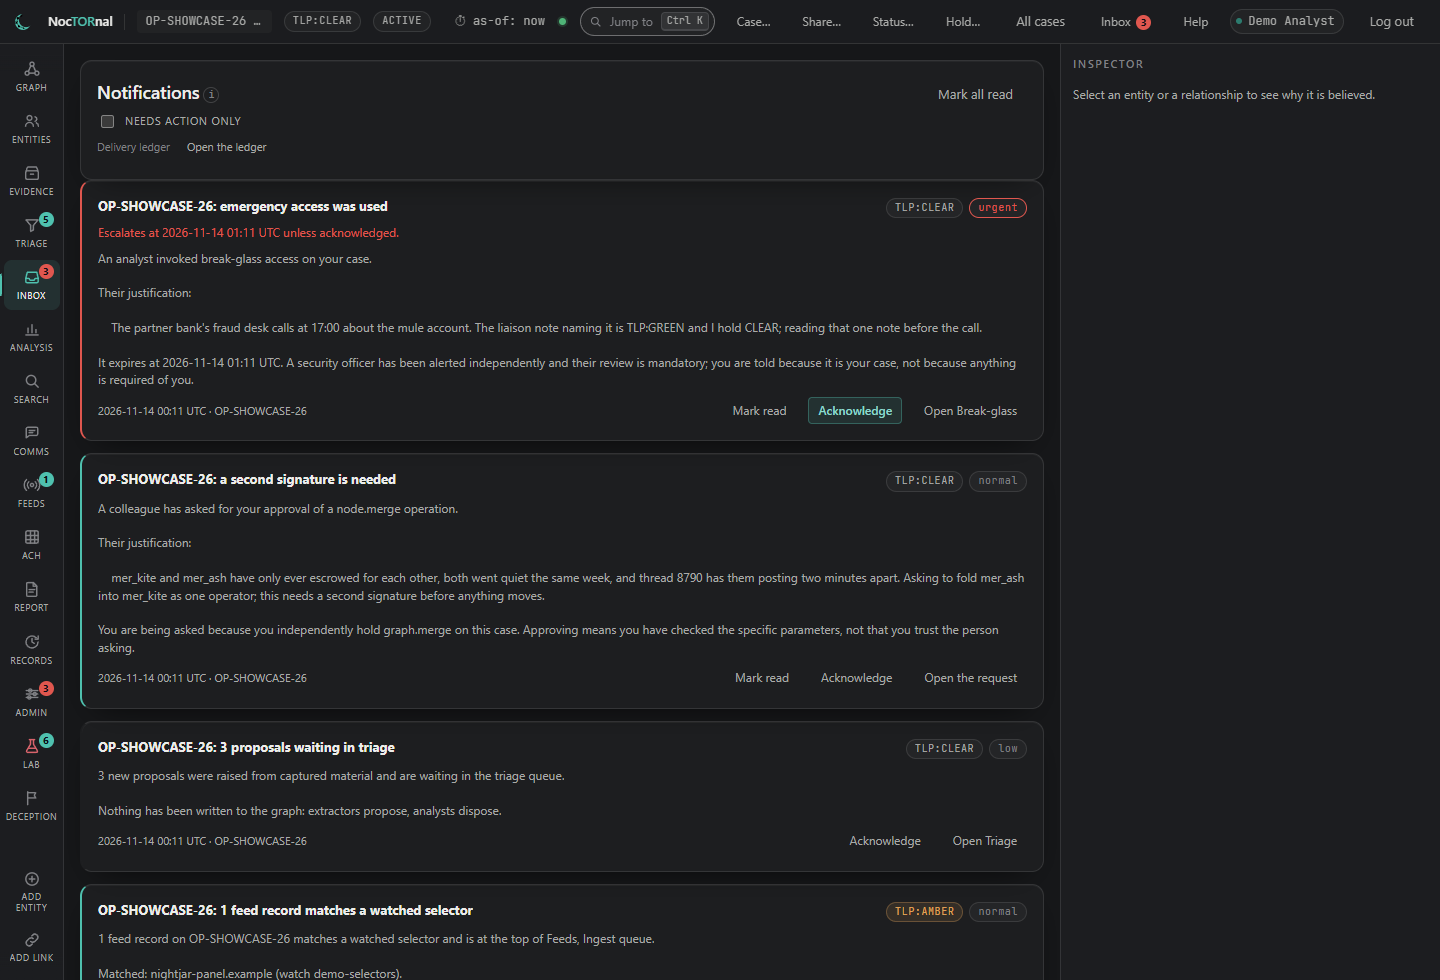 NocTORnal
OP-SHOWCASE-26 …
TLP:CLEAR
ACTIVE
as-of: now
Jump to
Ctrl K
Case...
Share...
Status...
Hold...
All cases
Inbox 3
Help
Demo Analyst
Log out
GRAPH
ENTITIES
EVIDENCE
5
TRIAGE
3
INBOX
ANALYSIS
SEARCH
COMMS
1
FEEDS
ACH
REPORT
RECORDS
3
ADMIN
6
LAB
DECEPTION
ADD
ENTITY
ADD LINK
Notifications i
Mark all read
NEEDS ACTION ONLY
Delivery ledger Open the ledger
OP-SHOWCASE-26: emergency access was used
TLP:CLEAR urgent
Escalates at 2026-11-14 01:11 UTC unless acknowledged.
An analyst invoked break-glass access on your case.
Their justification:
The partner bank's fraud desk calls at 17:00 about the mule account. The liaison note naming it is TLP:GREEN and I hold CLEAR; reading that one note before the call.
It expires at 2026-11-14 01:11 UTC. A security officer has been alerted independently and their review is mandatory; you are told because it is your case, not because anything
is required of you.
2026-11-14 00:11 UTC · OP-SHOWCASE-26
Mark read Acknowledge Open Break-glass
OP-SHOWCASE-26: a second signature is needed
TLP:CLEAR normal
A colleague has asked for your approval of a node.merge operation.
Their justification:
mer_kite and mer_ash have only ever escrowed for each other, both went quiet the same week, and thread 8790 has them posting two minutes apart. Asking to fold mer_ash
into mer_kite as one operator; this needs a second signature before anything moves.
You are being asked because you independently hold graph.merge on this case. Approving means you have checked the specific parameters, not that you trust the person
asking.
2026-11-14 00:11 UTC · OP-SHOWCASE-26
Mark read Acknowledge Open the request
OP-SHOWCASE-26: 3 proposals waiting in triage
TLP:CLEAR low
3 new proposals were raised from captured material and are waiting in the triage queue.
Nothing has been written to the graph: extractors propose, analysts dispose.
2026-11-14 00:11 UTC · OP-SHOWCASE-26
Acknowledge Open Triage
OP-SHOWCASE-26: 1 feed record matches a watched selector
TLP:AMBER normal
1 feed record on OP-SHOWCASE-26 matches a watched selector and is at the top of Feeds, Ingest queue.
Matched: nightjar-panel.example (watch demo-selectors).
INSPECTOR
Select an entity or a relationship to see why it is believed.